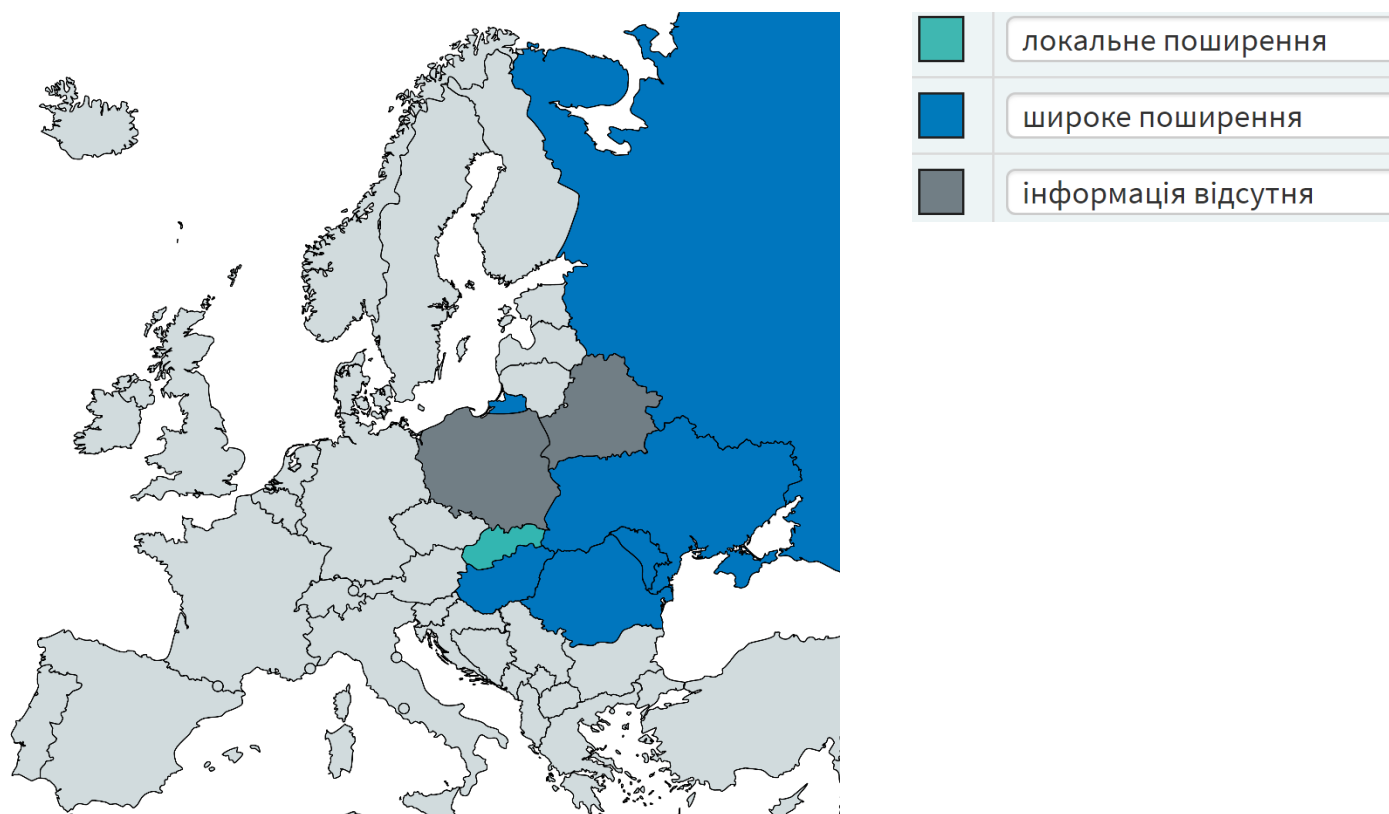 локальне поширення
широке поширення
інформація відсутня